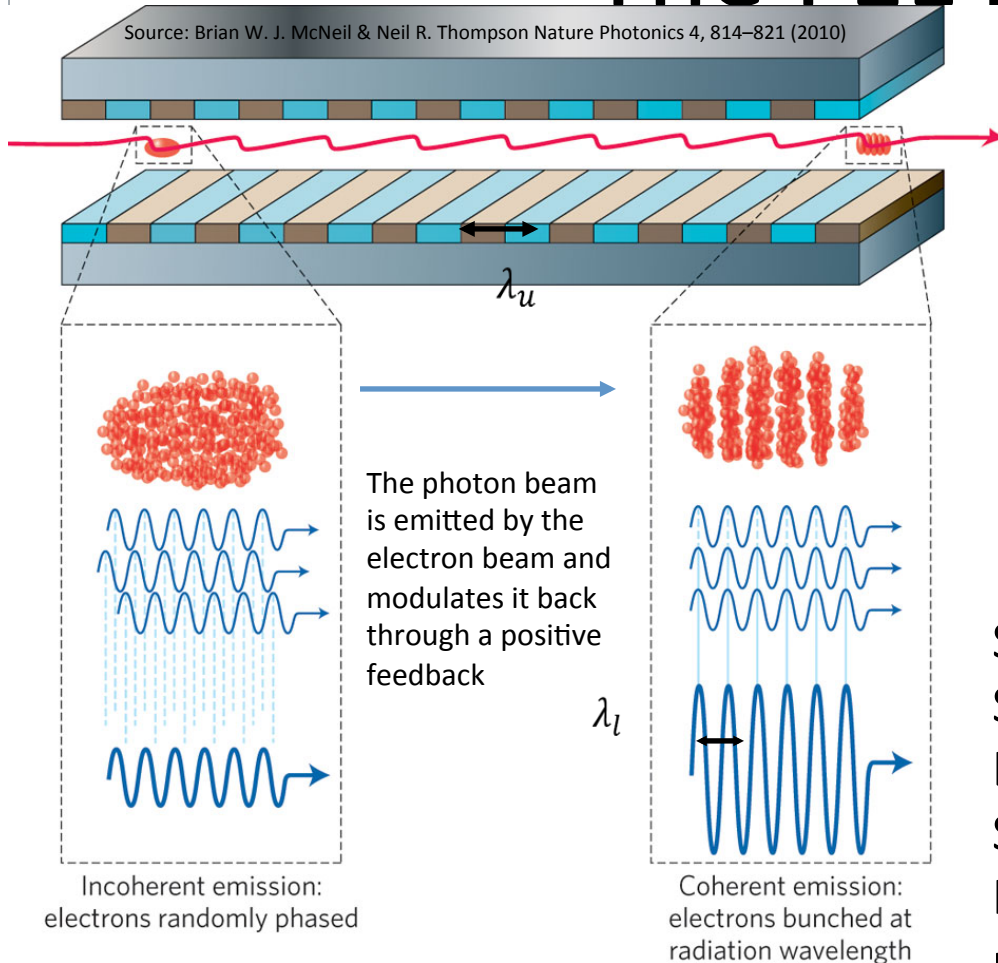 Source: Brian W. J. McNeil & Neil R. Thompson Nature Photonics 4, 814–821 (2010)
λu
The photon beam
is emitted by the
electron beam and
modulates it back
through a positive
feedback
λl
Incoherent emission:
electrons randomly phased
Coherent emission:
electrons bunched at
radiation wavelength